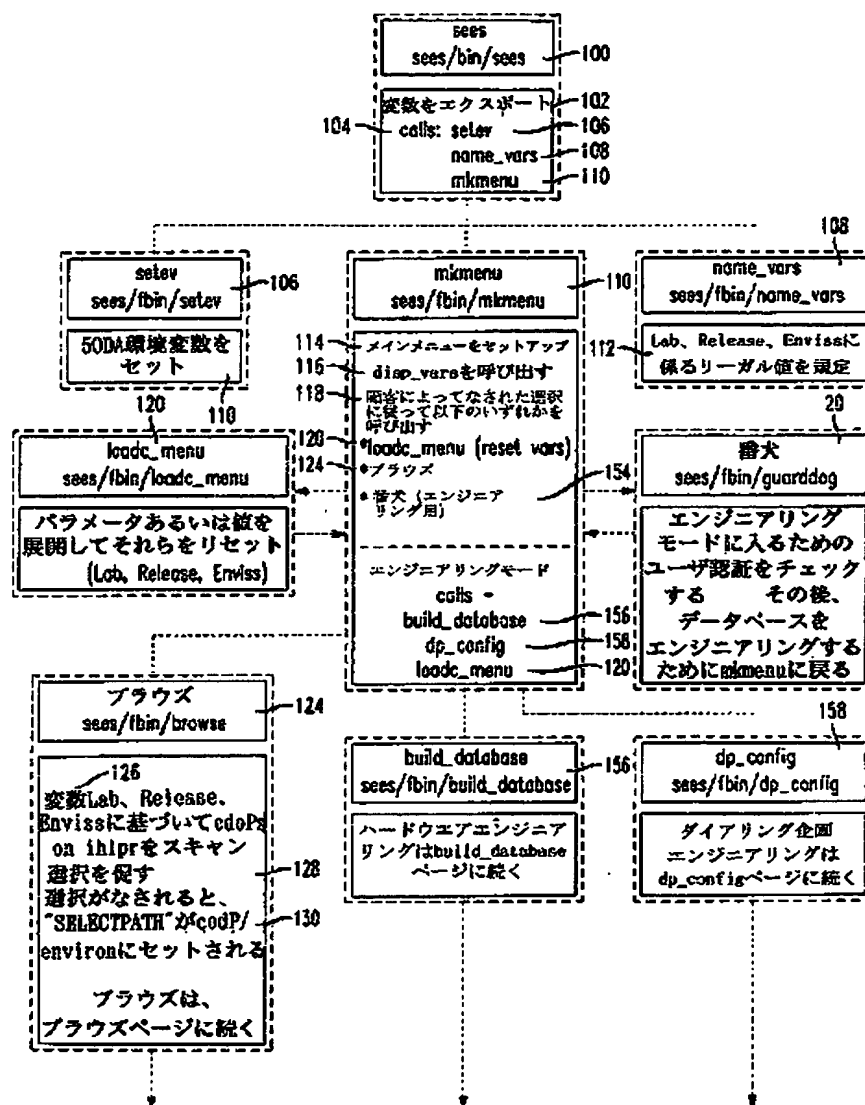 sees
sees/bin/sees
100
変数をエクスポート
102
104
calls: setev
106
name_vars
108
mkmenu
110
setev
sees/fbin/setev
106
5ODA環境変数を
セット
110
mkmenu
sees/fbin/mkmenu
110
114
メインメニューをセットアップ
116
disp_varsを呼び出す
118
顧客によってなされた選択
に従って以下のいずれかを
呼び出す
120
*loadc_menu (reset vars)
124
*ブラウズ
*番犬 (エンジニア
リング用)
154
エンジニアリングモード
calls -
build_database
156
dp_config
158
loadc_menu
120
108
name_vars
sees/fbin/name_vars
112
Lab、Release、Envissに
係るリーガル値を規定
120
loadc_menu
sees/fbin/loadc_menu
パラメータあるいは値を
展開してそれらをリセット
(Lab, Release, Enviss)
20
番犬
sees/fbin/guarddog
エンジニアリング
モードに入るための
ユーザ認証をチェック
する その後、
データベースを
エンジニアリングする
ためにmkmenuに戻る
ブラウズ
sees/fbin/browse
124
126
変数Lab、Release、
Envissに基づいてcdoPs
on ihlprをスキャン
選択を促す
128
選択がなされると、
"SELECTPATH"がcodP/
130
environにセットされる
ブラウズは、
ブラウズページに続く
build_database
sees/fbin/build_database
156
ハードウエアエンジニア
リングはbuild_database
ページに続く
158
dp_config
sees/fbin/dp_config
ダイアリング企画
エンジニアリングは
dp_configページに続く